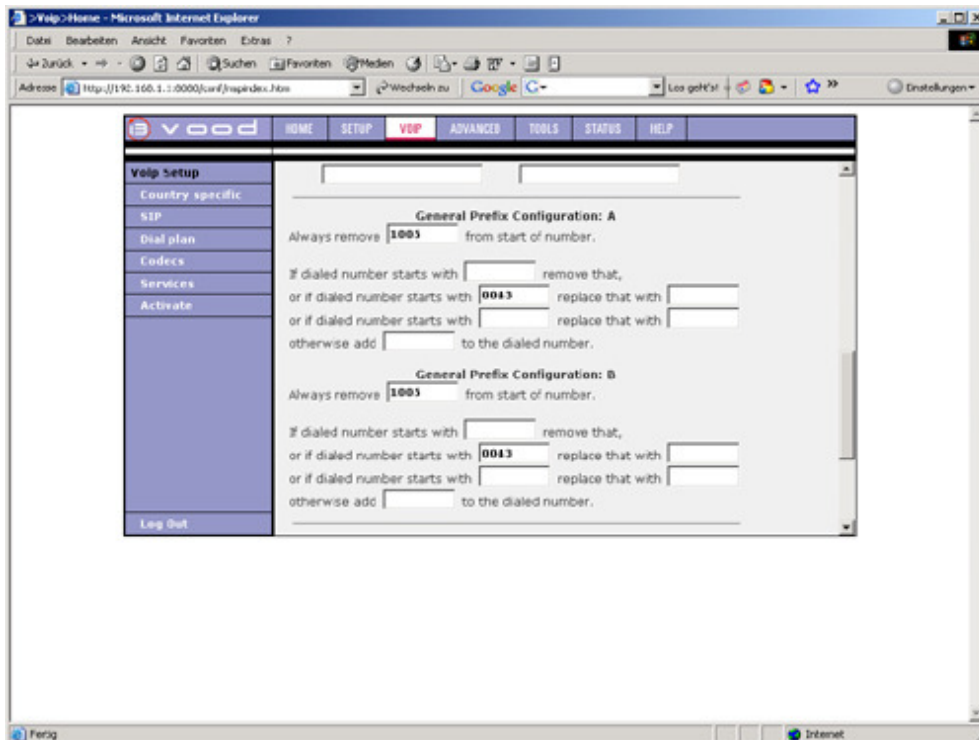 >Voip>Home - Microsoft Internet Explorer
Datei Bearbeiten Ansicht Favoriten Extras ?
Zurück Suchen Favoriten Medien
Adresse Wechseln zu Google G Los geht's! Einstellungen
vood HOME SETUP VOIP ADVANCED TOOLS STATUS HELP
Voip Setup
Country specific
SIP
Dial plan
Codecs
Services
Activate
Log Out
General Prefix Configuration: A
Always remove 1005 from start of number.
If dialed number starts with remove that,
or if dialed number starts with 0043 replace that with
or if dialed number starts with replace that with
otherwise add to the dialed number.
General Prefix Configuration: B
Always remove 1005 from start of number.
If dialed number starts with remove that,
or if dialed number starts with 0043 replace that with
or if dialed number starts with replace that with
otherwise add to the dialed number.
Fertig Internet